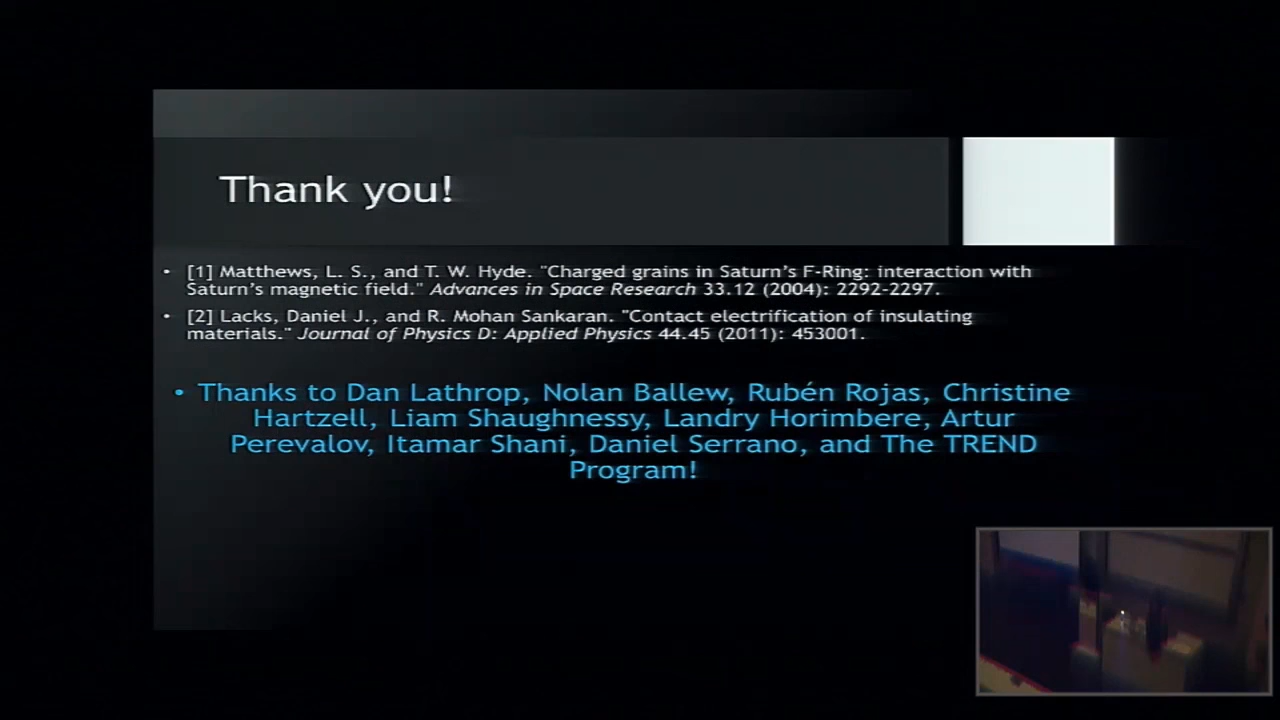 Thank you!
• [1] Matthews, L. S., and T. W. Hyde. "Charged grains in Saturn's F-Ring: interaction with
Saturn's magnetic field." Advances in Space Research 33.12 (2004): 2292-2297.
• [2] Lacks, Daniel J., and R. Mohan Sankaran. "Contact electrification of insulating
materials." Journal of Physics D: Applied Physics 44.45 (2011): 453001.
• Thanks to Dan Lathrop, Nolan Ballew, Rubén Rojas, Christine
Hartzell, Liam Shaughnessy, Landry Horimbere, Artur
Perevalov, Itamar Shani, Daniel Serrano, and The TREND
Program!